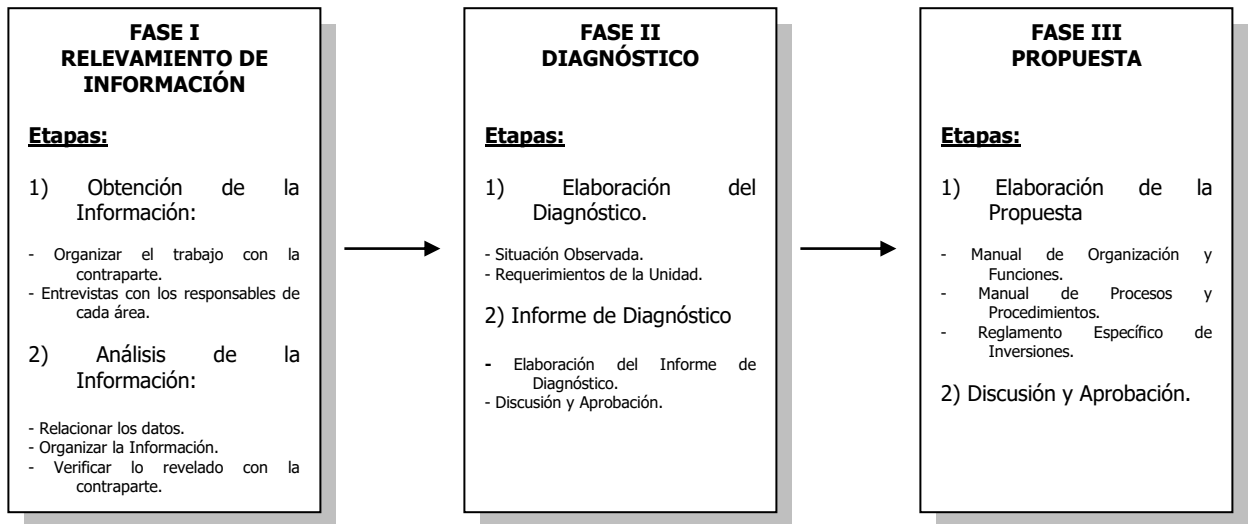 FASE I
RELEVAMIENTO DE
INFORMACIÓN
Etapas:
1) Obtención de la
Información:
- Organizar el trabajo con la
contraparte.
- Entrevistas con los responsables de
cada área.
2) Análisis de la
Información:
- Relacionar los datos.
- Organizar la Información.
- Verificar lo revelado con la
contraparte.
FASE II
DIAGNÓSTICO
Etapas:
1) Elaboración del
Diagnóstico.
- Situación Observada.
- Requerimientos de la Unidad.
2) Informe de Diagnóstico
- Elaboración del Informe de
Diagnóstico.
- Discusión y Aprobación.
FASE III
PROPUESTA
Etapas:
1) Elaboración de la
Propuesta
- Manual de Organización y
Funciones.
- Manual de Procesos y
Procedimientos.
- Reglamento Específico de
Inversiones.
2) Discusión y Aprobación.